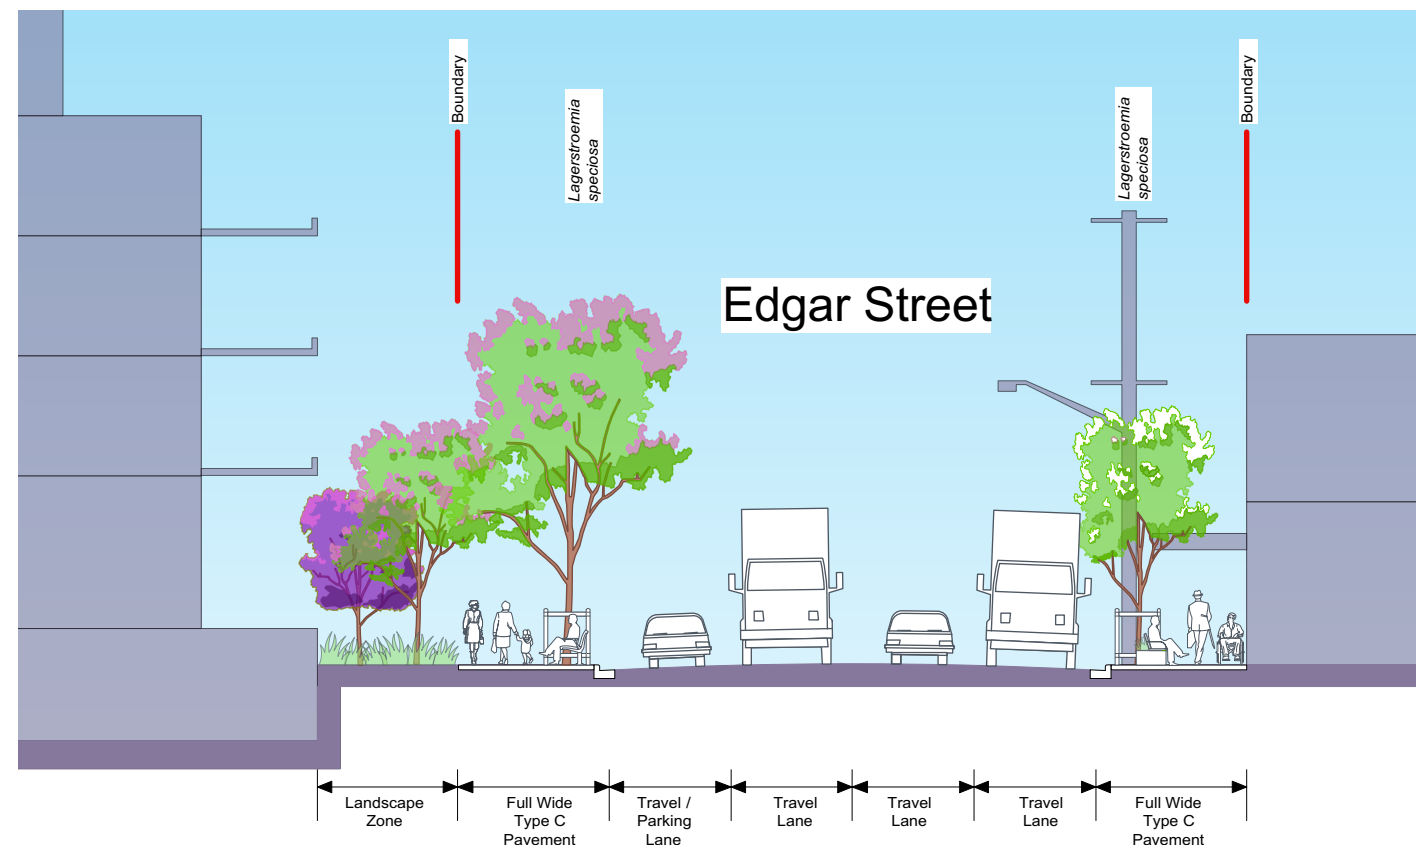 Boundary
Lagerstroemia
speciosa
Lagerstroemia
speciosa
Boundary
Edgar Street
Landscape
Zone
Full Wide
Type C
Pavement
Travel /
Parking
Lane
Travel
Lane
Travel
Lane
Travel
Lane
Full Wide
Type C
Pavement